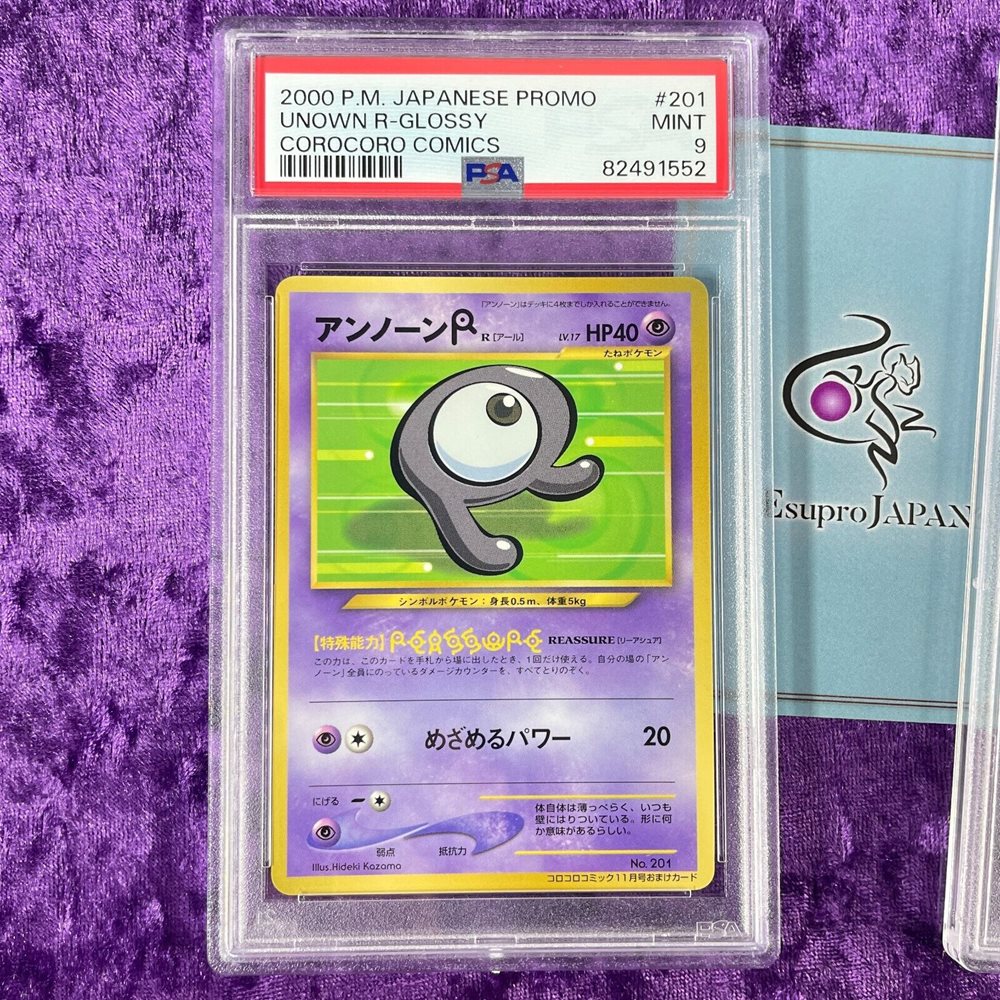 2000 P.M. JAPANESE PROMO #201
UNOWN R-GLOSSY MINT
COROCORO COMICS 9
PSA 82491552
「アンノーン」はデッキに4枚までしか入れることができません。
アンノーン R [アール] LV.17 HP40
たねポケモン
シンボルポケモン：身長0.5m、体重5kg
【特殊能力】 REASSURE [リーアシュア]
この力は、このカードを手札から場に出したとき、1回だけ使える。自分の場の「アン
ノーン」全員にのっているダメージカウンターを、すべてとりのぞく。
めざめるパワー 20
にげる
弱点 抵抗力
体自体は薄っぺらく、いつも
壁にはりついている。形に何
か意味があるらしい。
Illus.Hideki Kazama No. 201
コロコロコミック11月号おまけカード
PSA
EsuproJAPAN